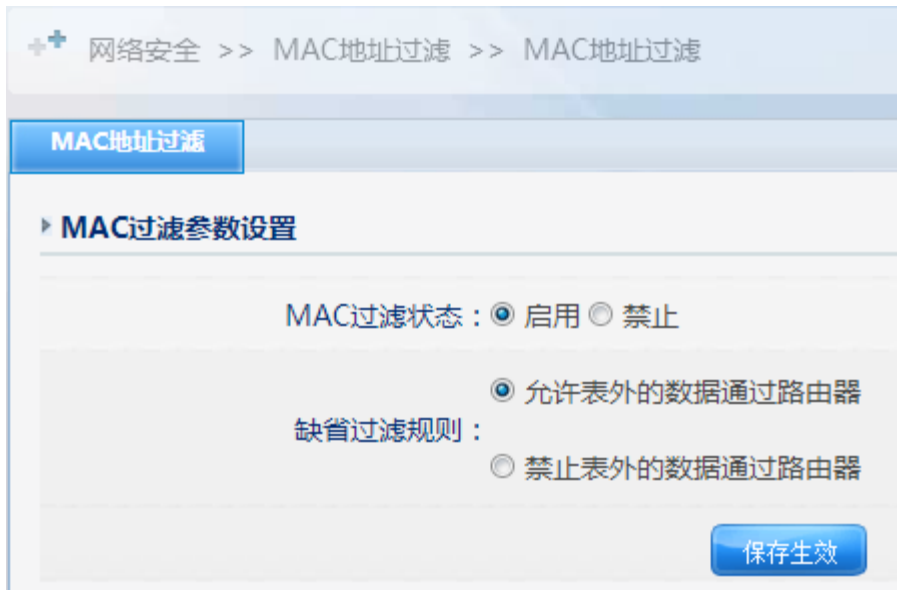 网络安全 >> MAC地址过滤 >> MAC地址过滤
MAC地址过滤
MAC过滤参数设置
MAC过滤状态：启用 禁止
允许表外的数据通过路由器
缺省过滤规则：
禁止表外的数据通过路由器
保存生效